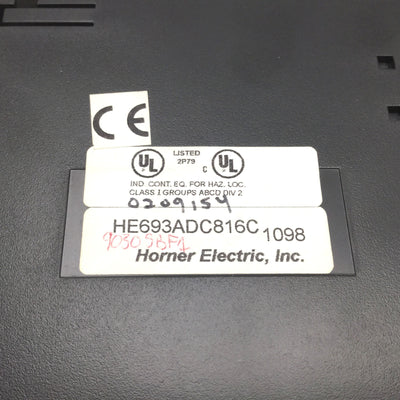 CE
UL LISTED C UL
2P79
IND. CONT. EQ. FOR HAZ. LOC.
CLASS 1 GROUPS ABCD DIV 2
0209154
HE693ADC816C 1098
Horner Electric, Inc.